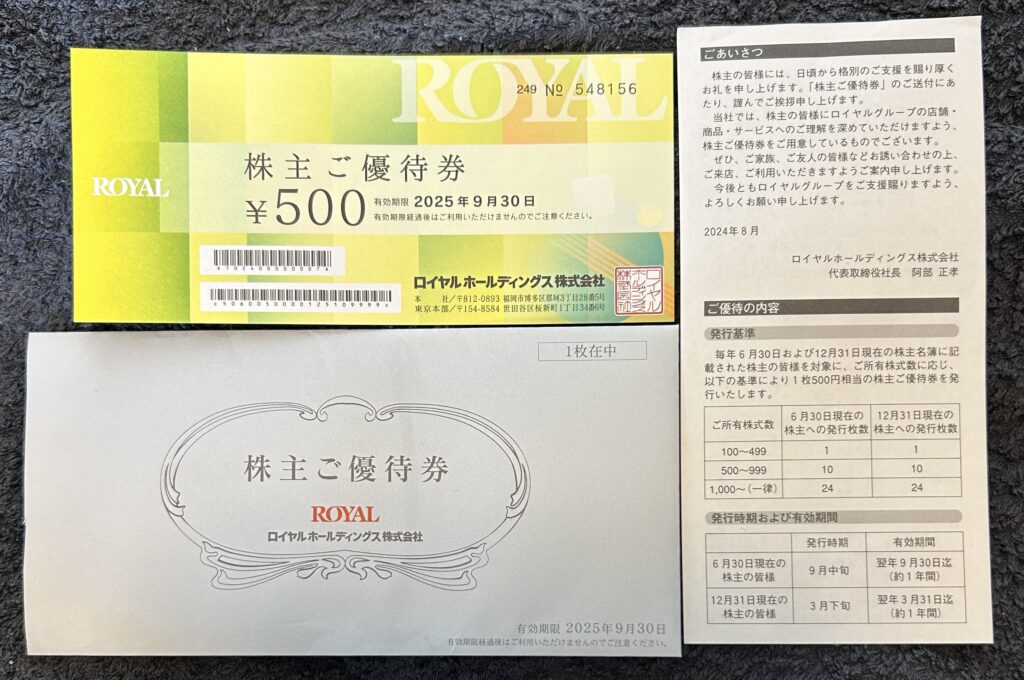 ROYAL
249 № 548156
ROYAL
株主ご優待券
¥500
有効期限 2025年9月30日
有効期限経過後はご利用いただけませんのでご注意ください。
ロイヤルホールディングス株式会社
本　　社／〒812-0893 福岡市博多区那珂3丁目28番5号
東京本部／〒154-8584 世田谷区桜新町1丁目34番6号
1枚在中
株主ご優待券
ROYAL
ロイヤルホールディングス株式会社
有効期限 2025年9月30日
有効期限経過後はご利用いただけませんのでご注意ください。
ごあいさつ
株主の皆様には、日頃から格別のご支援を賜り厚く
お礼を申し上げます。「株主ご優待券」のご送付にあ
たり、謹んでご挨拶申し上げます。
当社では、株主の皆様にロイヤルグループの店舗・
商品・サービスへのご理解を深めていただけますよう、
株主ご優待券をご用意しているものでございます。
ぜひ、ご家族、ご友人の皆様などお誘い合わせの上、
ご来店、ご利用いただきますようご案内申し上げます。
今後ともロイヤルグループをご支援賜りますよう、
よろしくお願い申し上げます。
2024年8月
ロイヤルホールディングス株式会社
代表取締役社長　阿部 正孝
ご優待の内容
発行基準
毎年6月30日および12月31日現在の株主名簿に記
載された株主の皆様を対象に、ご所有株式数に応じ、
以下の基準により1枚500円相当の株主ご優待券を発
行いたします。
ご所有株式数 6月30日現在の株主への発行枚数 12月31日現在の株主への発行枚数
100～499 1 1
500～999 10 10
1,000～(一律) 24 24
発行時期および有効期間
発行時期 有効期間
6月30日現在の株主の皆様 9月中旬 翌年9月30日迄(約1年間)
12月31日現在の株主の皆様 3月下旬 翌年3月31日迄(約1年間)